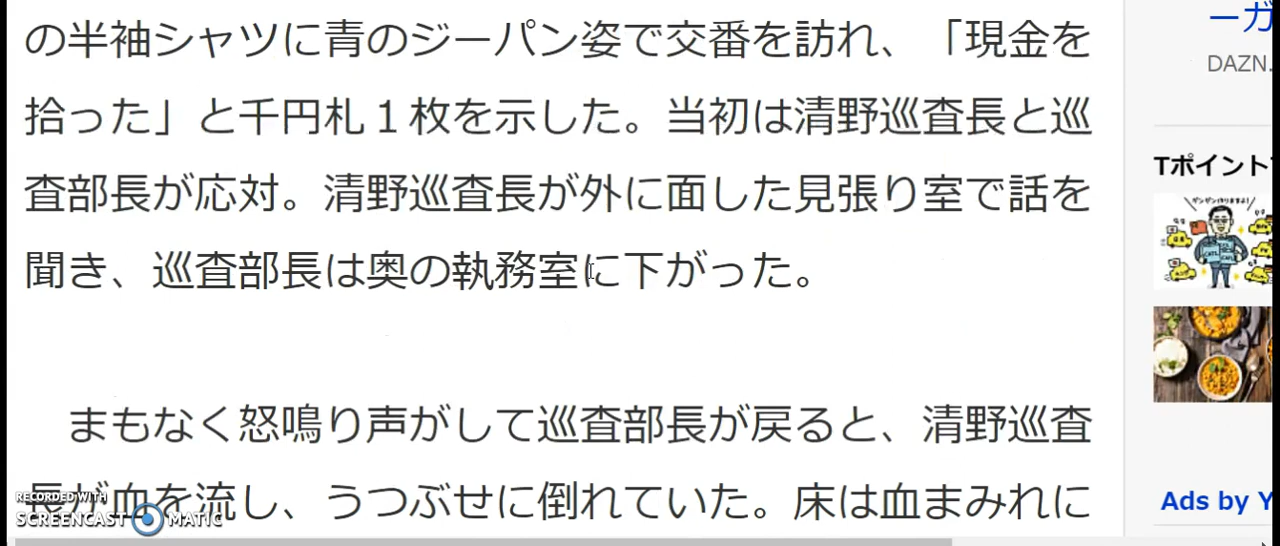 の半袖シャツに青のジーパン姿で交番を訪れ、「現金を
拾った」と千円札１枚を示した。当初は清野巡査長と巡
査部長が応対。清野巡査長が外に面した見張り室で話を
聞き、巡査部長は奥の執務室に下がった。
まもなく怒鳴り声がして巡査部長が戻ると、清野巡査
長が血を流し、うつぶせに倒れていた。床は血まみれに
RECORDED WITH
SCREENCAST MATIC
ーガ
DAZN.
Tポイント
Ads by Y